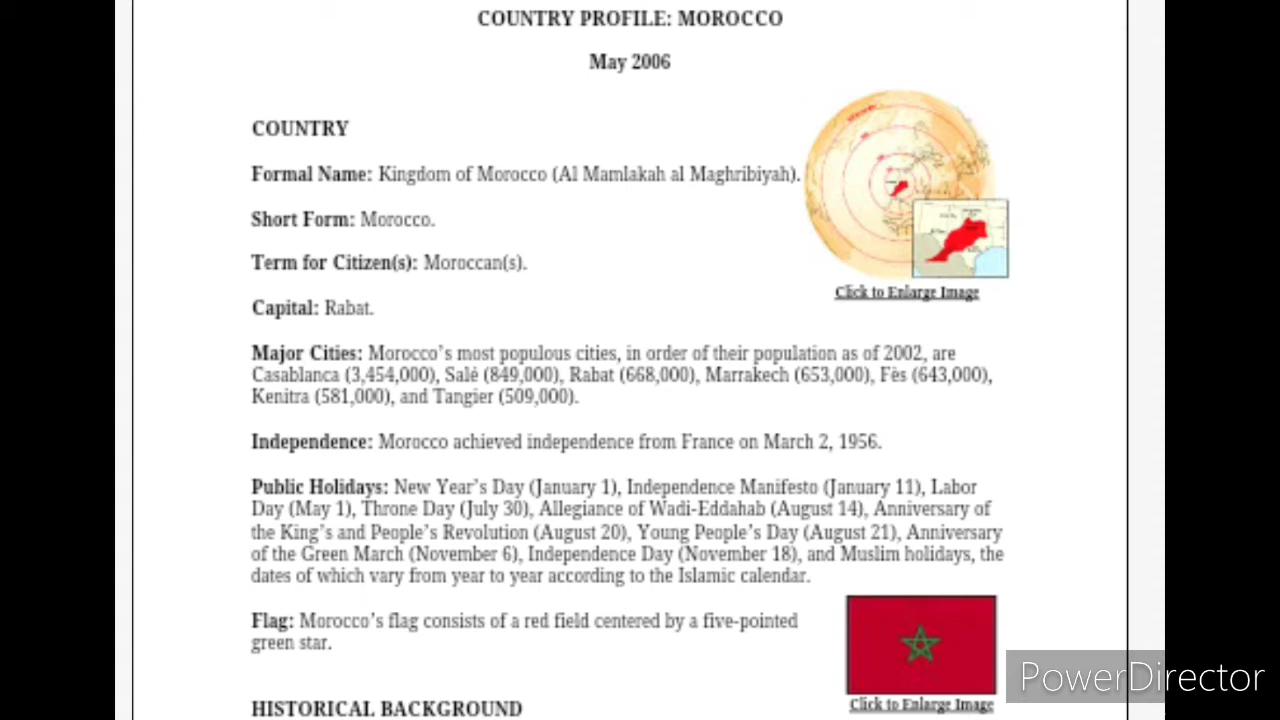 COUNTRY PROFILE: MOROCCO
May 2006
COUNTRY
Formal Name: Kingdom of Morocco (Al Mamlakah al Maghribiyah).
Short Form: Morocco.
Term for Citizen(s): Moroccan(s).
Click to Enlarge Image
Capital: Rabat.
Major Cities: Morocco’s most populous cities, in order of their population as of 2002, are
Casablanca (3,454,000), Salé (849,000), Rabat (668,000), Marrakech (653,000), Fès (643,000),
Kenitra (581,000), and Tangier (509,000).
Independence: Morocco achieved independence from France on March 2, 1956.
Public Holidays: New Year’s Day (January 1), Independence Manifesto (January 11), Labor
Day (May 1), Throne Day (July 30), Allegiance of Wadi-Eddahab (August 14), Anniversary of
the King’s and People’s Revolution (August 20), Young People’s Day (August 21), Anniversary
of the Green March (November 6), Independence Day (November 18), and Muslim holidays, the
dates of which vary from year to year according to the Islamic calendar.
Flag: Morocco’s flag consists of a red field centered by a five-pointed
green star.
PowerDirector
Click to Enlarge Image
HISTORICAL BACKGROUND